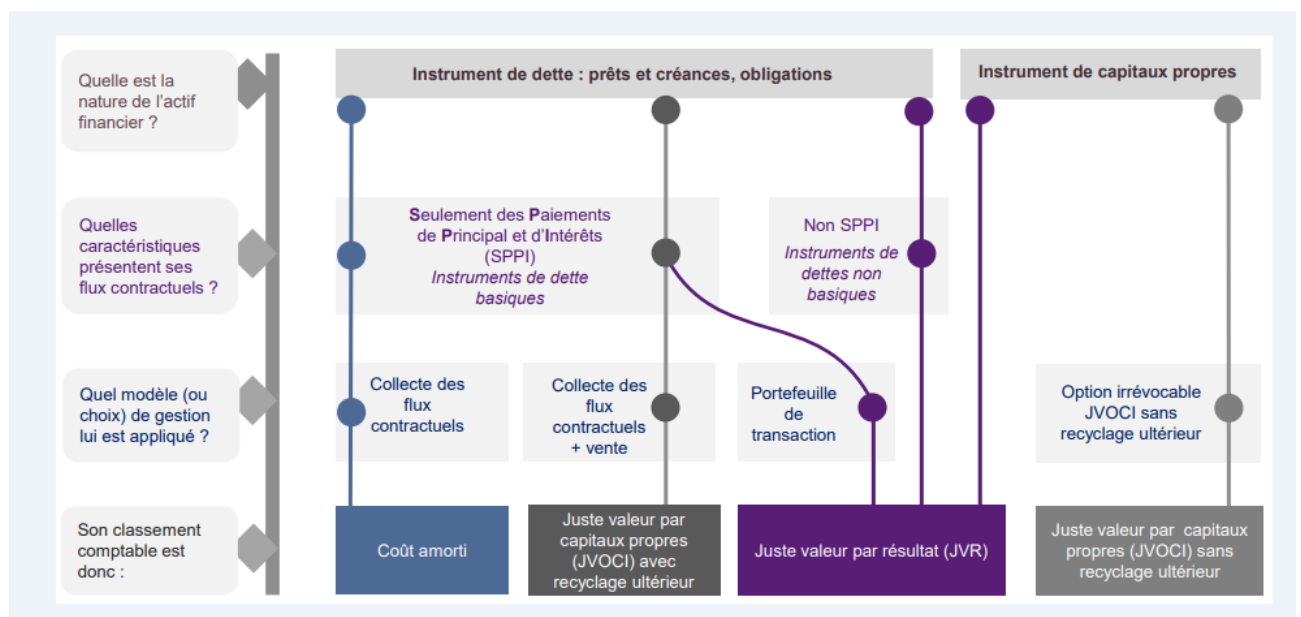 Quelle est la
nature de l’actif
financier ?
Instrument de dette : prêts et créances, obligations
Instrument de capitaux propres
Quelles
caractéristiques
présentent ses
flux contractuels ?
Seulement des Paiements
de Principal et d’Intérêts
(SPPI)
Instruments de dette
basiques
Non SPPI
Instruments de
dettes non
basiques
Quel modèle (ou
choix) de gestion
lui est appliqué ?
Collecte des
flux
contractuels
Collecte des
flux
contractuels
+ vente
Portefeuille
de
transaction
Option irrévocable
JVOCI sans
recyclage ultérieur
Son classement
comptable est
donc :
Coût amorti
Juste valeur par
capitaux propres
(JVOCI) avec
recyclage ultérieur
Juste valeur par résultat (JVR)
Juste valeur par capitaux
propres (JVOCI) sans
recyclage ultérieur